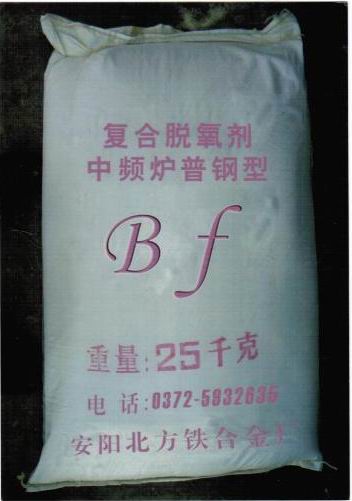 复合脱氧剂
中频炉普钢型
Bf
重量:25千克
电话:0372-5932635
安阳北方铁合金厂